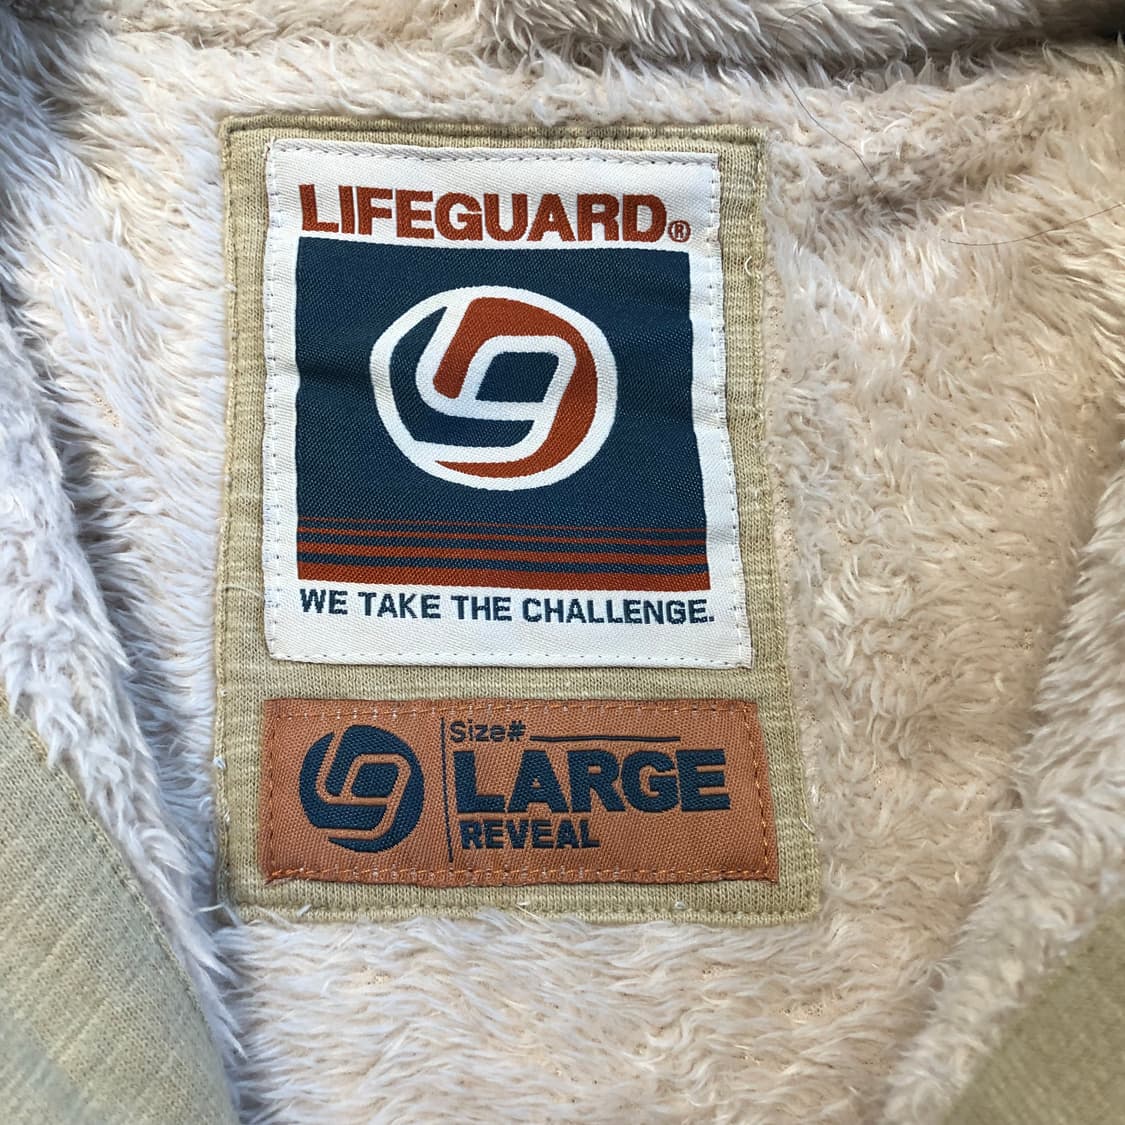 LIFEGUARD®
WE TAKE THE CHALLENGE.
Size#
LARGE
REVEAL